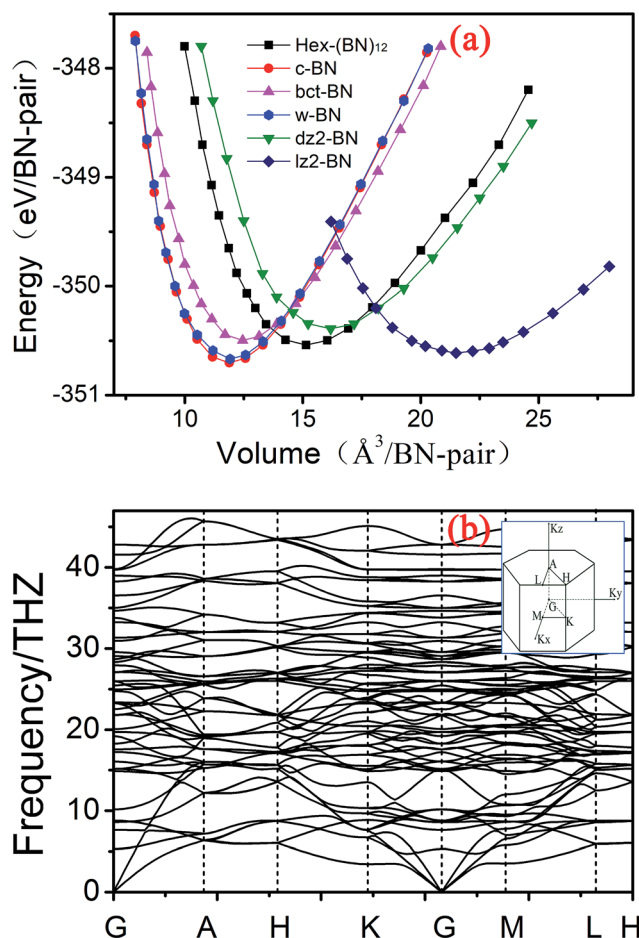 (a)
Hex-(BN)₁₂
c-BN
bct-BN
w-BN
dz2-BN
lz2-BN
-348
-349
-350
-351
Energy（eV/BN-pair）
10 15 20 25
Volume（Å³/BN-pair）
(b)
Kz
A
L H
Ky
G
M K
Kx
40
30
20
10
0
Frequency/THZ
G A H K G M L H